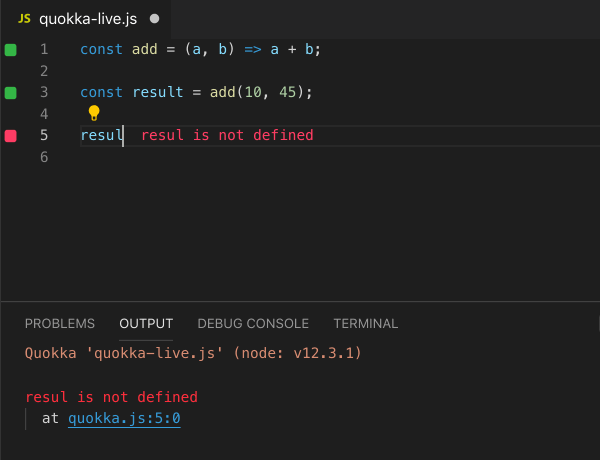 JS quokka-live.js
1 const add = (a, b) => a + b;
2
3 const result = add(10, 45);
4
5 resul resul is not defined
6
PROBLEMS OUTPUT DEBUG CONSOLE TERMINAL
Quokka 'quokka-live.js' (node: v12.3.1)
resul is not defined
at quokka.js:5:0